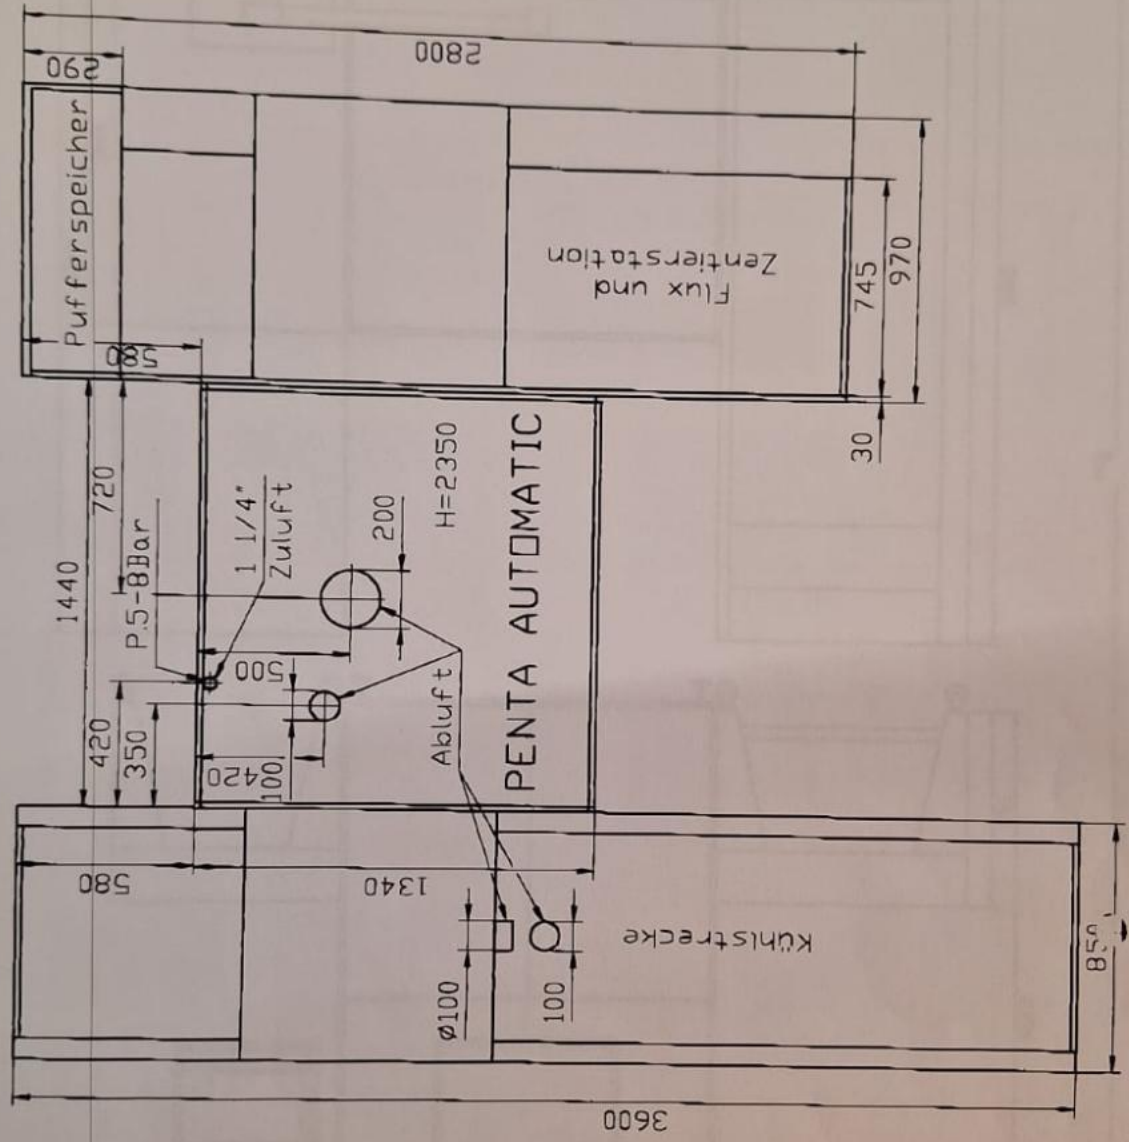 2800
290
Pufferspeicher
580
Flux und
Zentierstation
745
970
30
1440
720
P.5-8Bar
1 1/4"
Zuluft
H=2350
200
500
420
350
420
100
Abluft
PENTA AUTOMATIC
580
1340
Ø100
100
Kühlstrecke
3600